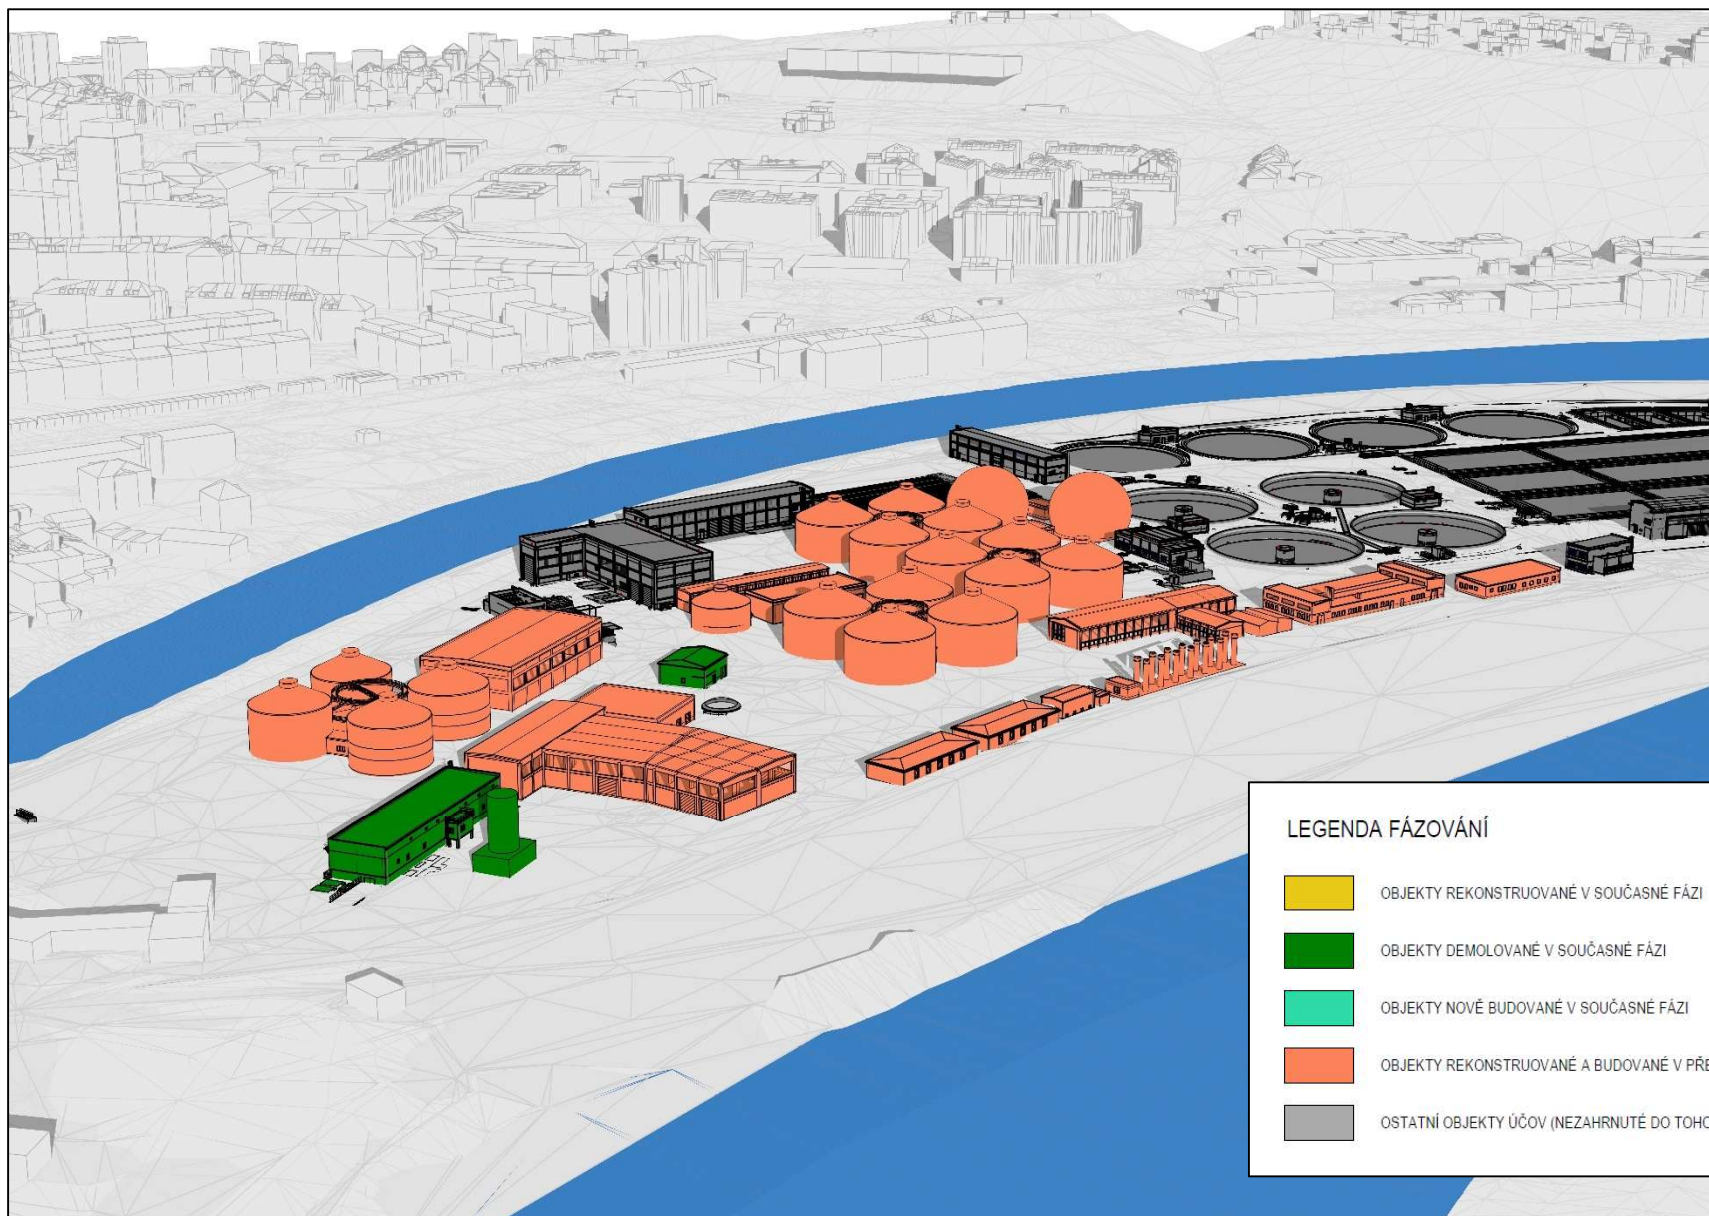 LEGENDA FÁZOVÁNÍ
OBJEKTY REKONSTRUOVANÉ V SOUČASNÉ FÁZI
OBJEKTY DEMOLOVANÉ V SOUČASNÉ FÁZI
OBJEKTY NOVĚ BUDOVANÉ V SOUČASNÉ FÁZI
OBJEKTY REKONSTRUOVANÉ A BUDOVANÉ V PŘE
OSTATNÍ OBJEKTY ÚČOV (NEZAHRNUTÉ DO TOHO